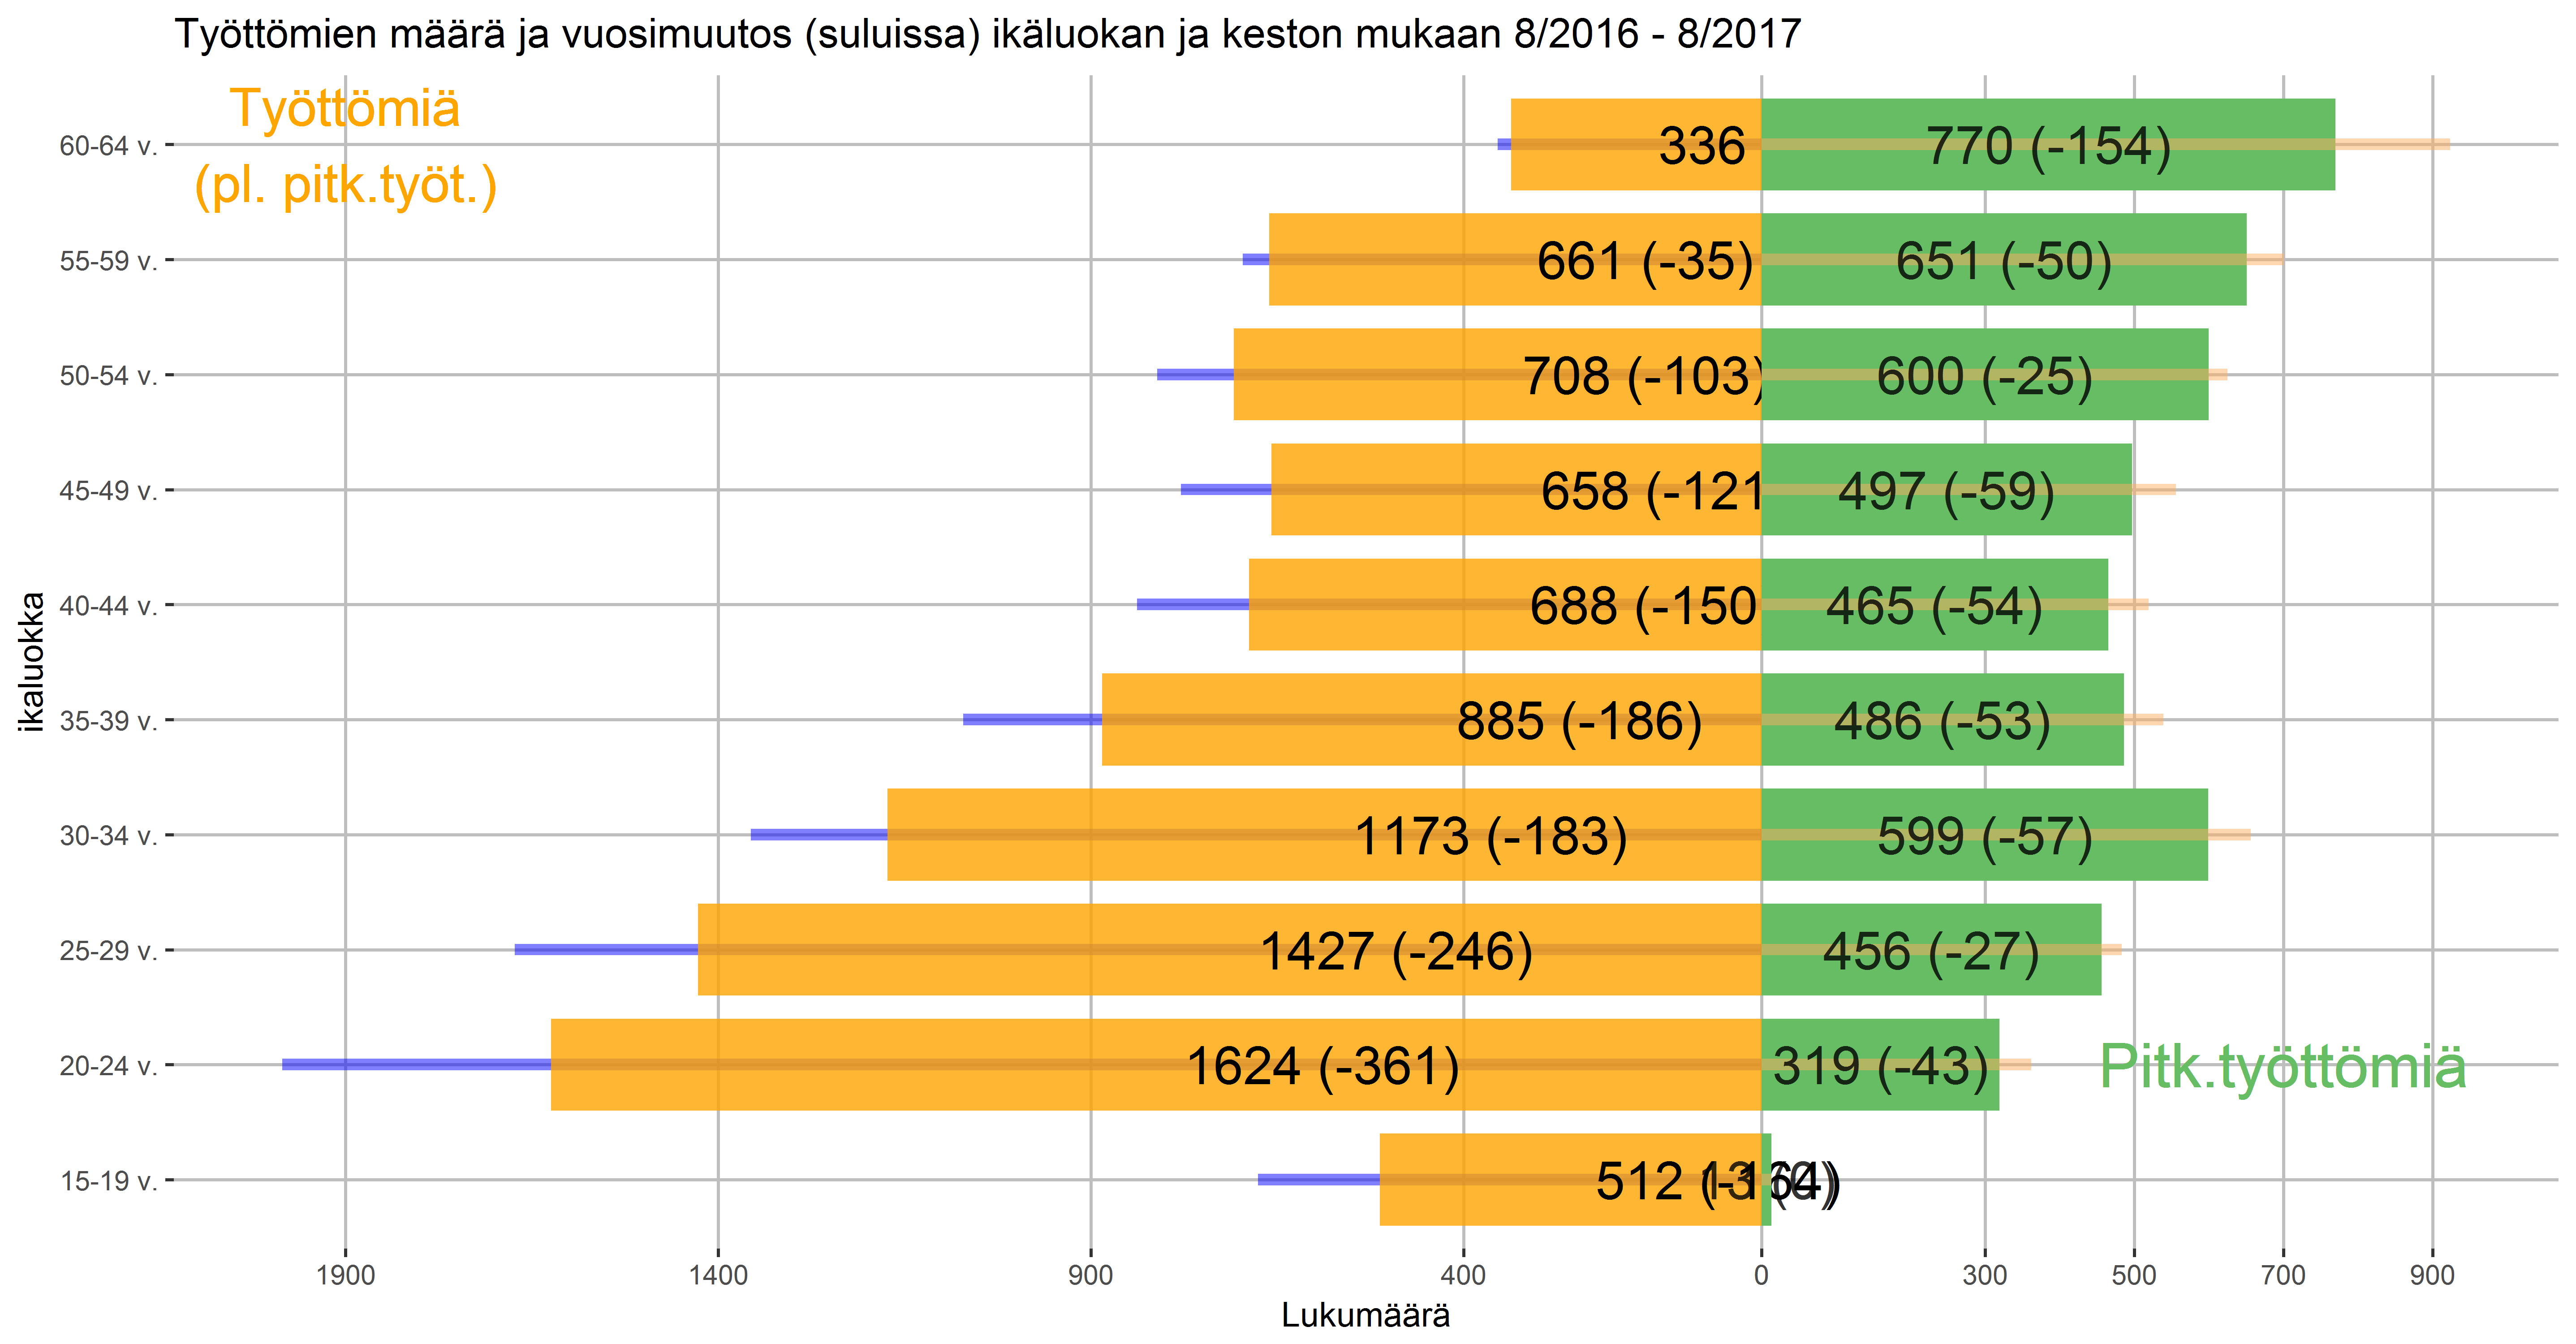 Työttömien määrä ja vuosimuutos (suluissa) ikäluokan ja keston mukaan 8/2016 - 8/2017
Työttömiä
(pl. pitk.työt.)
60-64 v. 336 770 (-154)
55-59 v. 661 (-35) 651 (-50)
50-54 v. 708 (-103) 600 (-25)
45-49 v. 658 (-121 497 (-59)
40-44 v. 688 (-150 465 (-54)
35-39 v. 885 (-186) 486 (-53)
30-34 v. 1173 (-183) 599 (-57)
25-29 v. 1427 (-246) 456 (-27)
20-24 v. 1624 (-361) 319 (-43) Pitk.työttömiä
15-19 v. 512 (-164) 13 (0)
ikaluokka
1900 1400 900 400 0 300 500 700 900
Lukumäärä